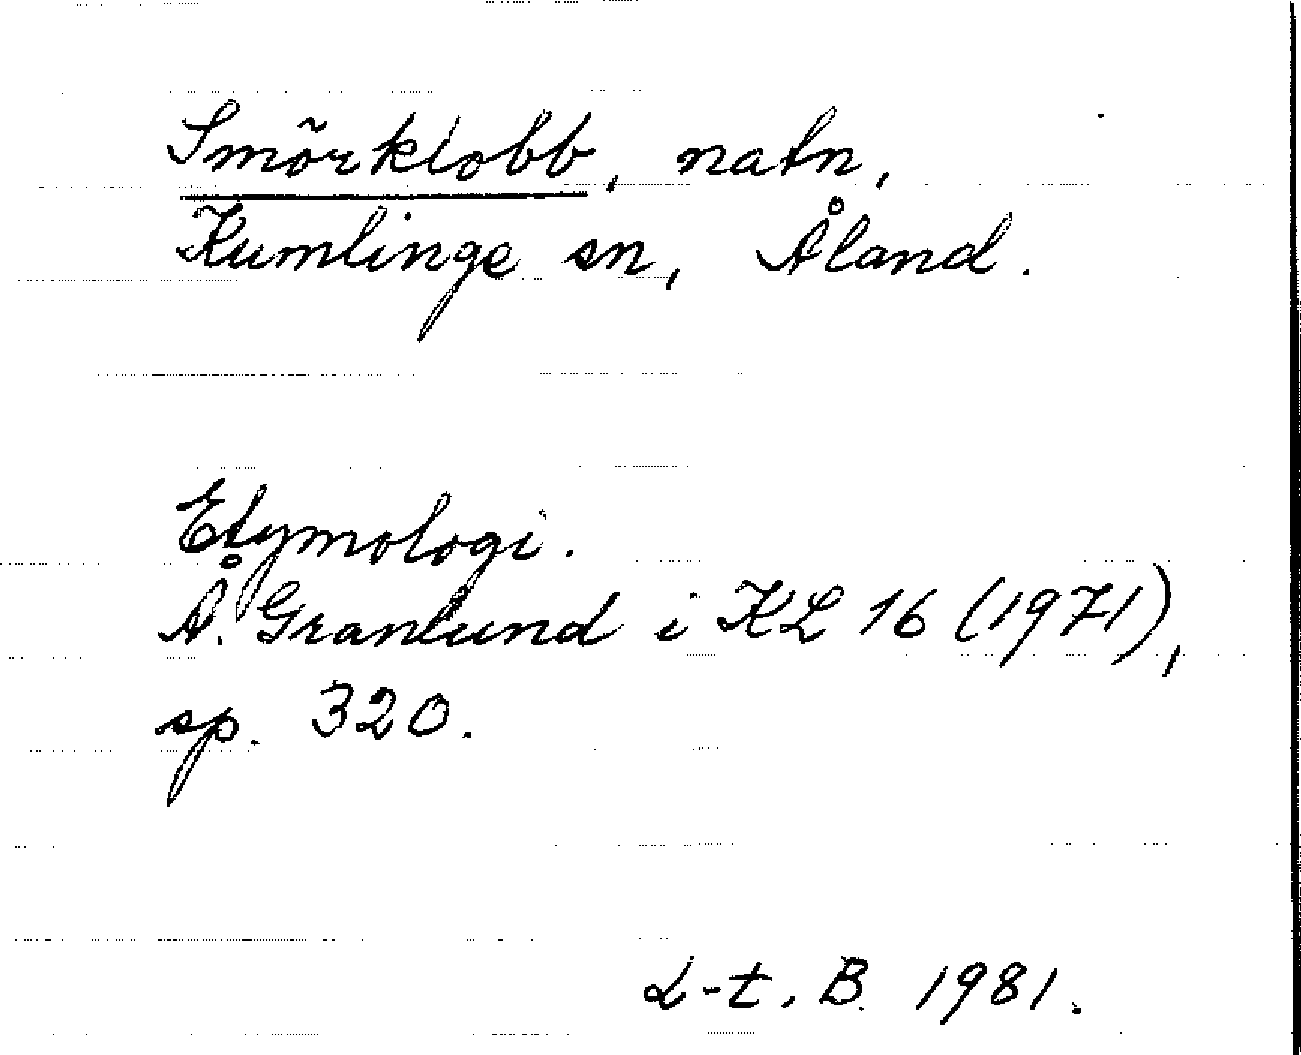 Smörklobb, natn,
Kumlinge sn, Åland.
Etymologi.
Å. Granlund i KL 16 (1971),
sp. 320.
L-t, B. 1981.